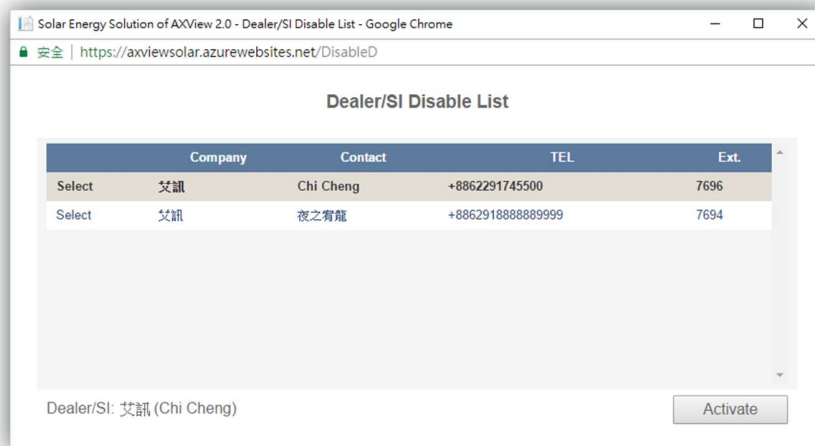 Solar Energy Solution of AXView 2.0 - Dealer/SI Disable List - Google Chrome
安全 | https://axviewsolar.azurewebsites.net/DisableD
Dealer/SI Disable List
Company Contact TEL Ext.
Select 艾訊 Chi Cheng +8862291745500 7696
Select 艾訊 夜之宥龍 +8862918888889999 7694
Dealer/SI: 艾訊 (Chi Cheng) Activate